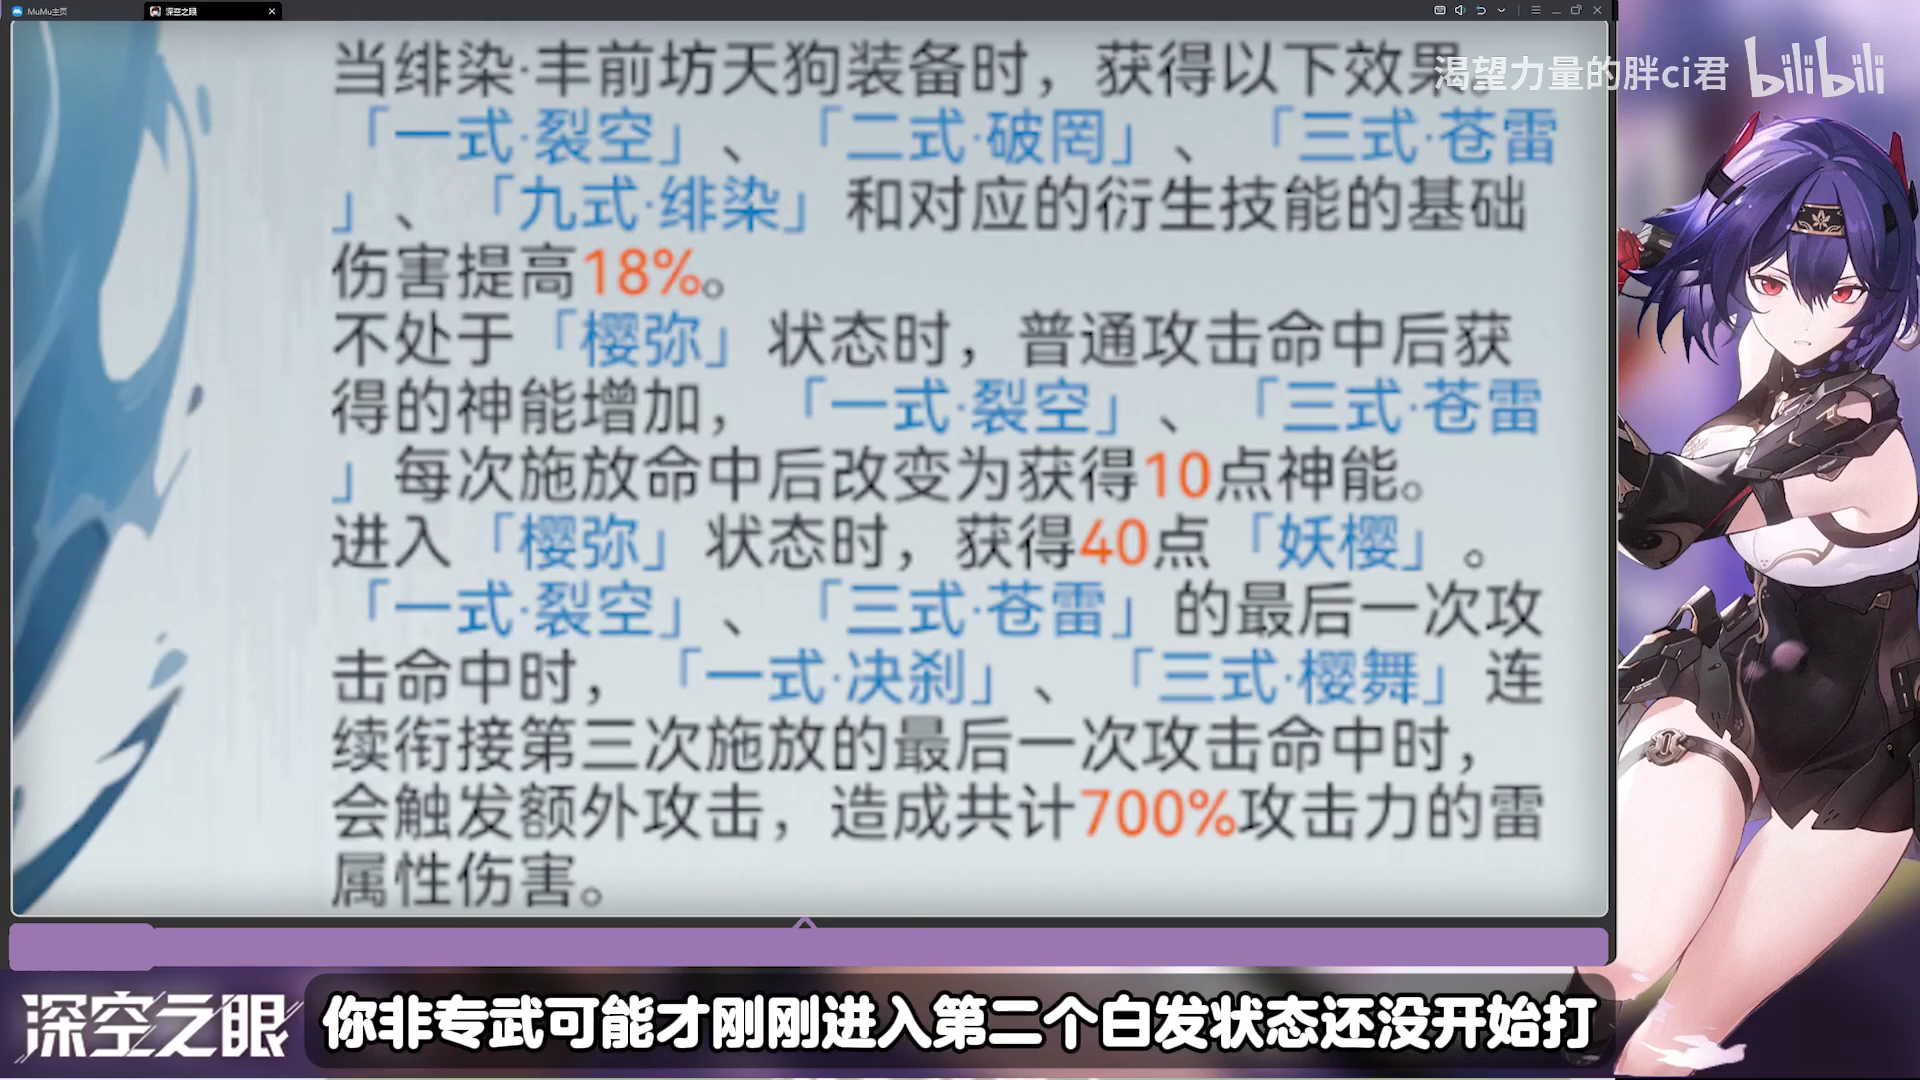 MuMu主页
深空之眼
当绯染·丰前坊天狗装备时，获得以下效果
渴望力量的胖ci君 bilibili
「一式·裂空」、「二式·破罔」、「三式·苍雷
」、「九式·绯染」和对应的衍生技能的基础
伤害提高18%。
不处于「樱弥」状态时，普通攻击命中后获
得的神能增加，「一式·裂空」、「三式·苍雷
」每次施放命中后改变为获得10点神能。
进入「樱弥」状态时，获得40点「妖樱」。
「一式·裂空」、「三式·苍雷」的最后一次攻
击命中时，「一式·决刹」、「三式·樱舞」连
续衔接第三次施放的最后一次攻击命中时，
会触发额外攻击，造成共计700%攻击力的雷
属性伤害。
深空之眼
你非专武可能才刚刚进入第二个白发状态还没开始打